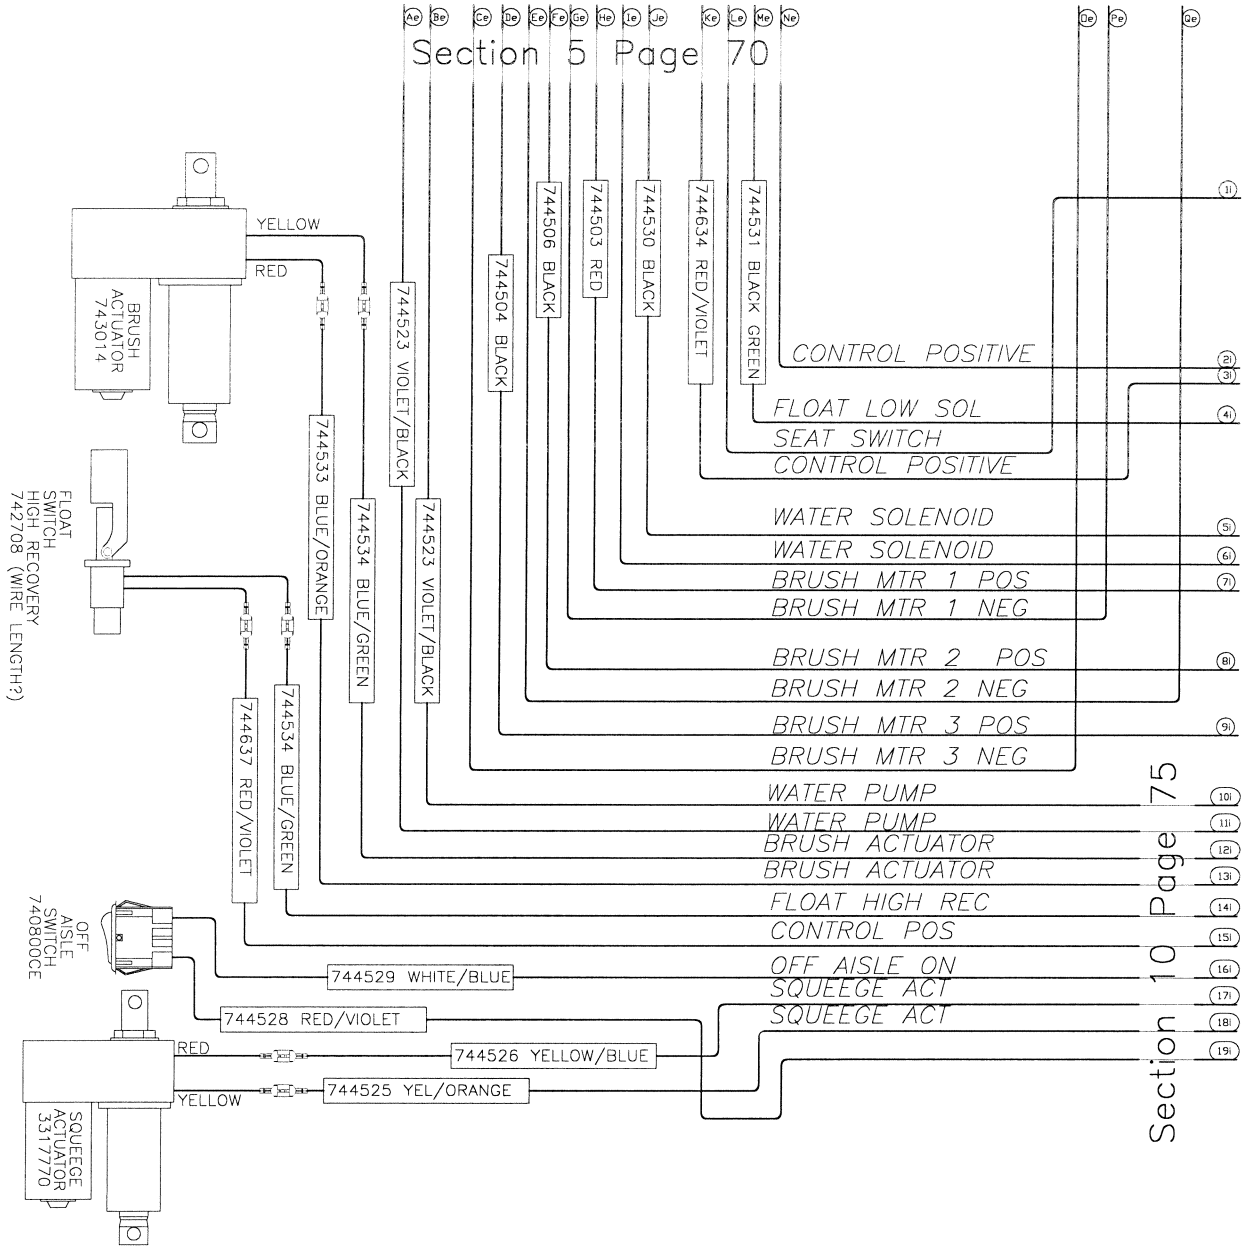 Ae Be Ce De Ee Fe Ge He Ie Je Ke Le Me Ne Oe Pe Qe
Section 5 Page 70
YELLOW
RED
BRUSH
ACTUATOR
743014
744523 VIOLET/BLACK
744504 BLACK
744506 BLACK
744503 RED
744530 BLACK
744634 RED/VIOLET
744531 BLACK GREEN
1i
CONTROL POSITIVE
2i
3i
FLOAT LOW SOL
4i
SEAT SWITCH
CONTROL POSITIVE
744533 BLUE/ORANGE
744534 BLUE/GREEN
744523 VIOLET/BLACK
FLOAT
SWITCH
HIGH RECOVERY
742708 (WIRE LENGTH?)
WATER SOLENOID
5i
WATER SOLENOID
6i
BRUSH MTR 1 POS
7i
BRUSH MTR 1 NEG
BRUSH MTR 2 POS
8i
BRUSH MTR 2 NEG
BRUSH MTR 3 POS
9i
BRUSH MTR 3 NEG
744637 RED/VIOLET
744534 BLUE/GREEN
WATER PUMP
10i
WATER PUMP
11i
BRUSH ACTUATOR
12i
BRUSH ACTUATOR
13i
FLOAT HIGH REC
14i
CONTROL POS
15i
OFF AISLE ON
16i
SQUEEGE ACT
17i
SQUEEGE ACT
18i
19i
Section 10 Page 75
OFF
AISLE
SWITCH
740800CE
744529 WHITE/BLUE
744528 RED/VIOLET
RED
744526 YELLOW/BLUE
YELLOW
744525 YEL/ORANGE
SQUEEGE
ACTUATOR
3317770